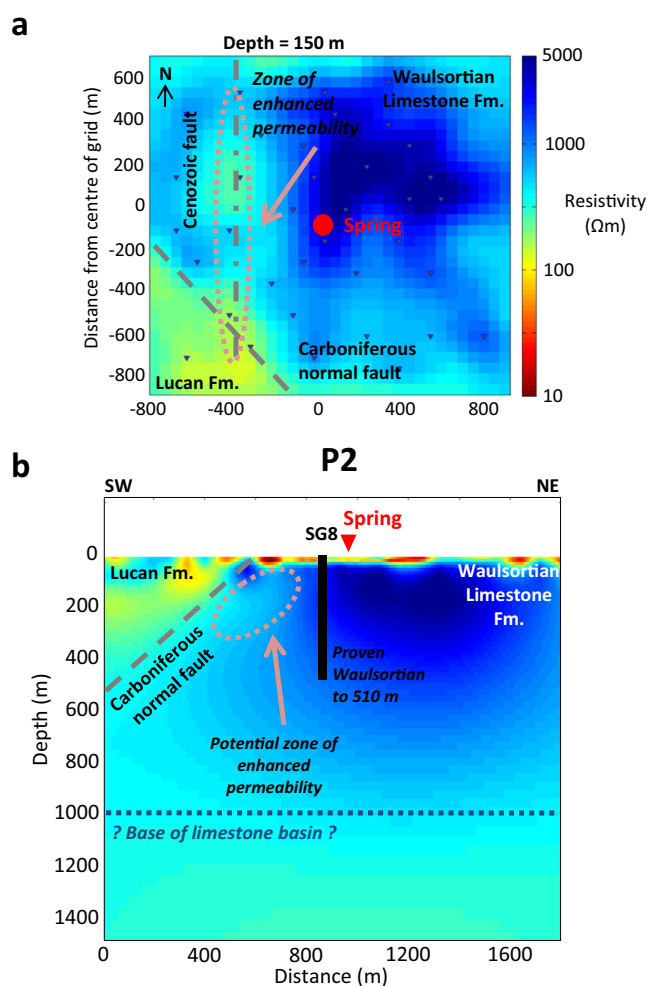 a
Depth = 150 m
600
400
200
0
-200
-400
-600
-800
Distance from centre of grid (m)
N
Cenozoic fault
Zone of
enhanced
permeability
Waulsortian
Limestone Fm.
Spring
Carboniferous
normal fault
Lucan Fm.
-800
-400
0
400
800
5000
1000
Resistivity
(Ωm)
100
10
b
P2
SW
NE
SG8
Spring
0
200
400
600
800
1000
1200
1400
Depth (m)
Lucan Fm.
Waulsortian
Limestone
Fm.
Carboniferous
normal fault
Proven
Waulsortian
to 510 m
Potential zone of
enhanced
permeability
? Base of limestone basin ?
0
400
800
1200
1600
Distance (m)